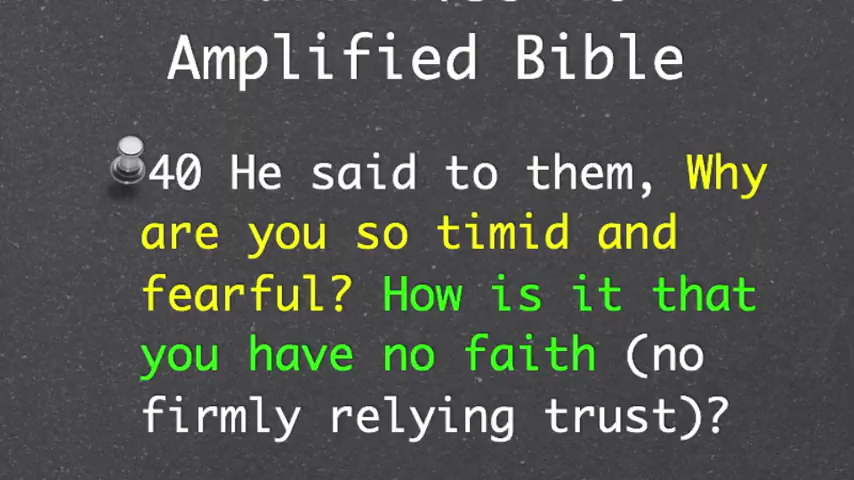 Amplified Bible
40 He said to them, Why
are you so timid and
fearful? How is it that
you have no faith (no
firmly relying trust)?